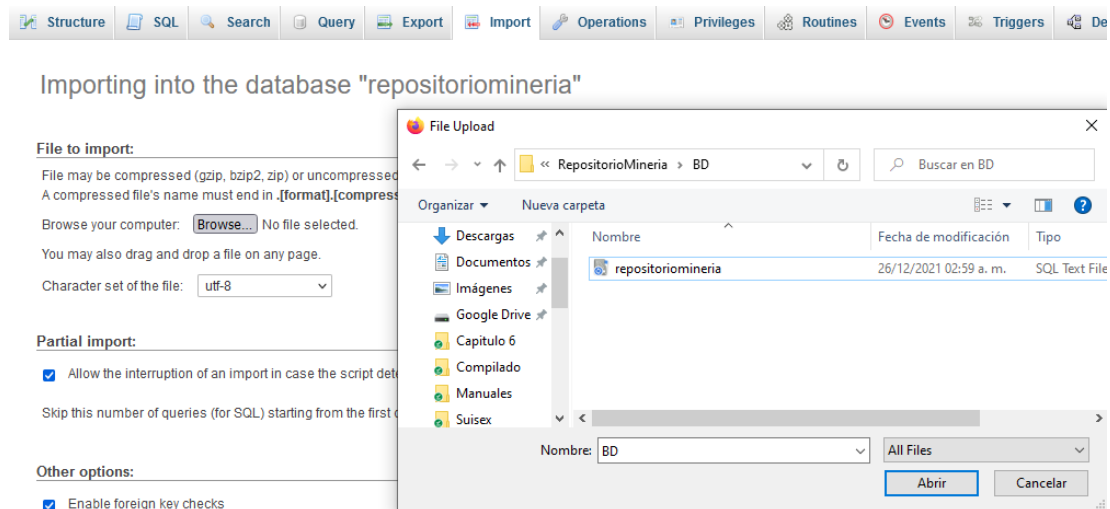 Structure SQL Search Query Export Import Operations Privileges Routines Events Triggers De
Importing into the database "repositoriomineria"
File to import:
File may be compressed (gzip, bzip2, zip) or uncompressed
A compressed file's name must end in .[format].[compress
Browse your computer: Browse... No file selected.
You may also drag and drop a file on any page.
Character set of the file: utf-8
Partial import:
Allow the interruption of an import in case the script dete
Skip this number of queries (for SQL) starting from the first o
Other options:
Enable foreign key checks
File Upload
« RepositorioMineria > BD
Buscar en BD
Organizar Nueva carpeta
Descargas
Documentos
Imágenes
Google Drive
Capitulo 6
Compilado
Manuales
Suisex
Nombre Fecha de modificación Tipo
repositoriomineria 26/12/2021 02:59 a. m. SQL Text File
Nombre: BD All Files
Abrir Cancelar